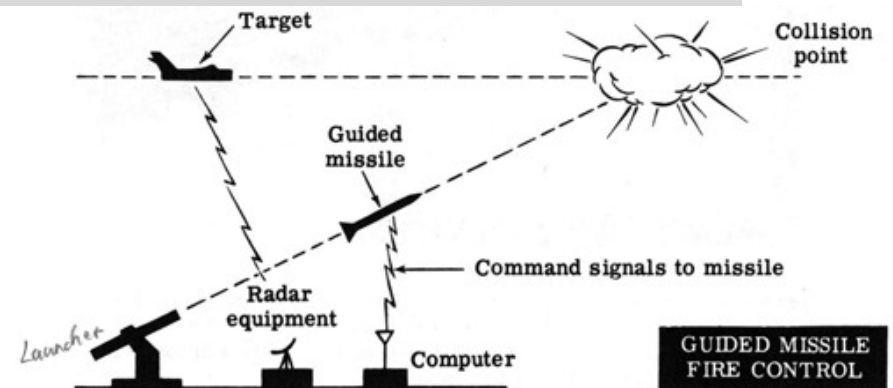 Target
Collision
point
Guided
missile
Command signals to missile
Radar
equipment
Launcher
Computer
GUIDED MISSILE
FIRE CONTROL